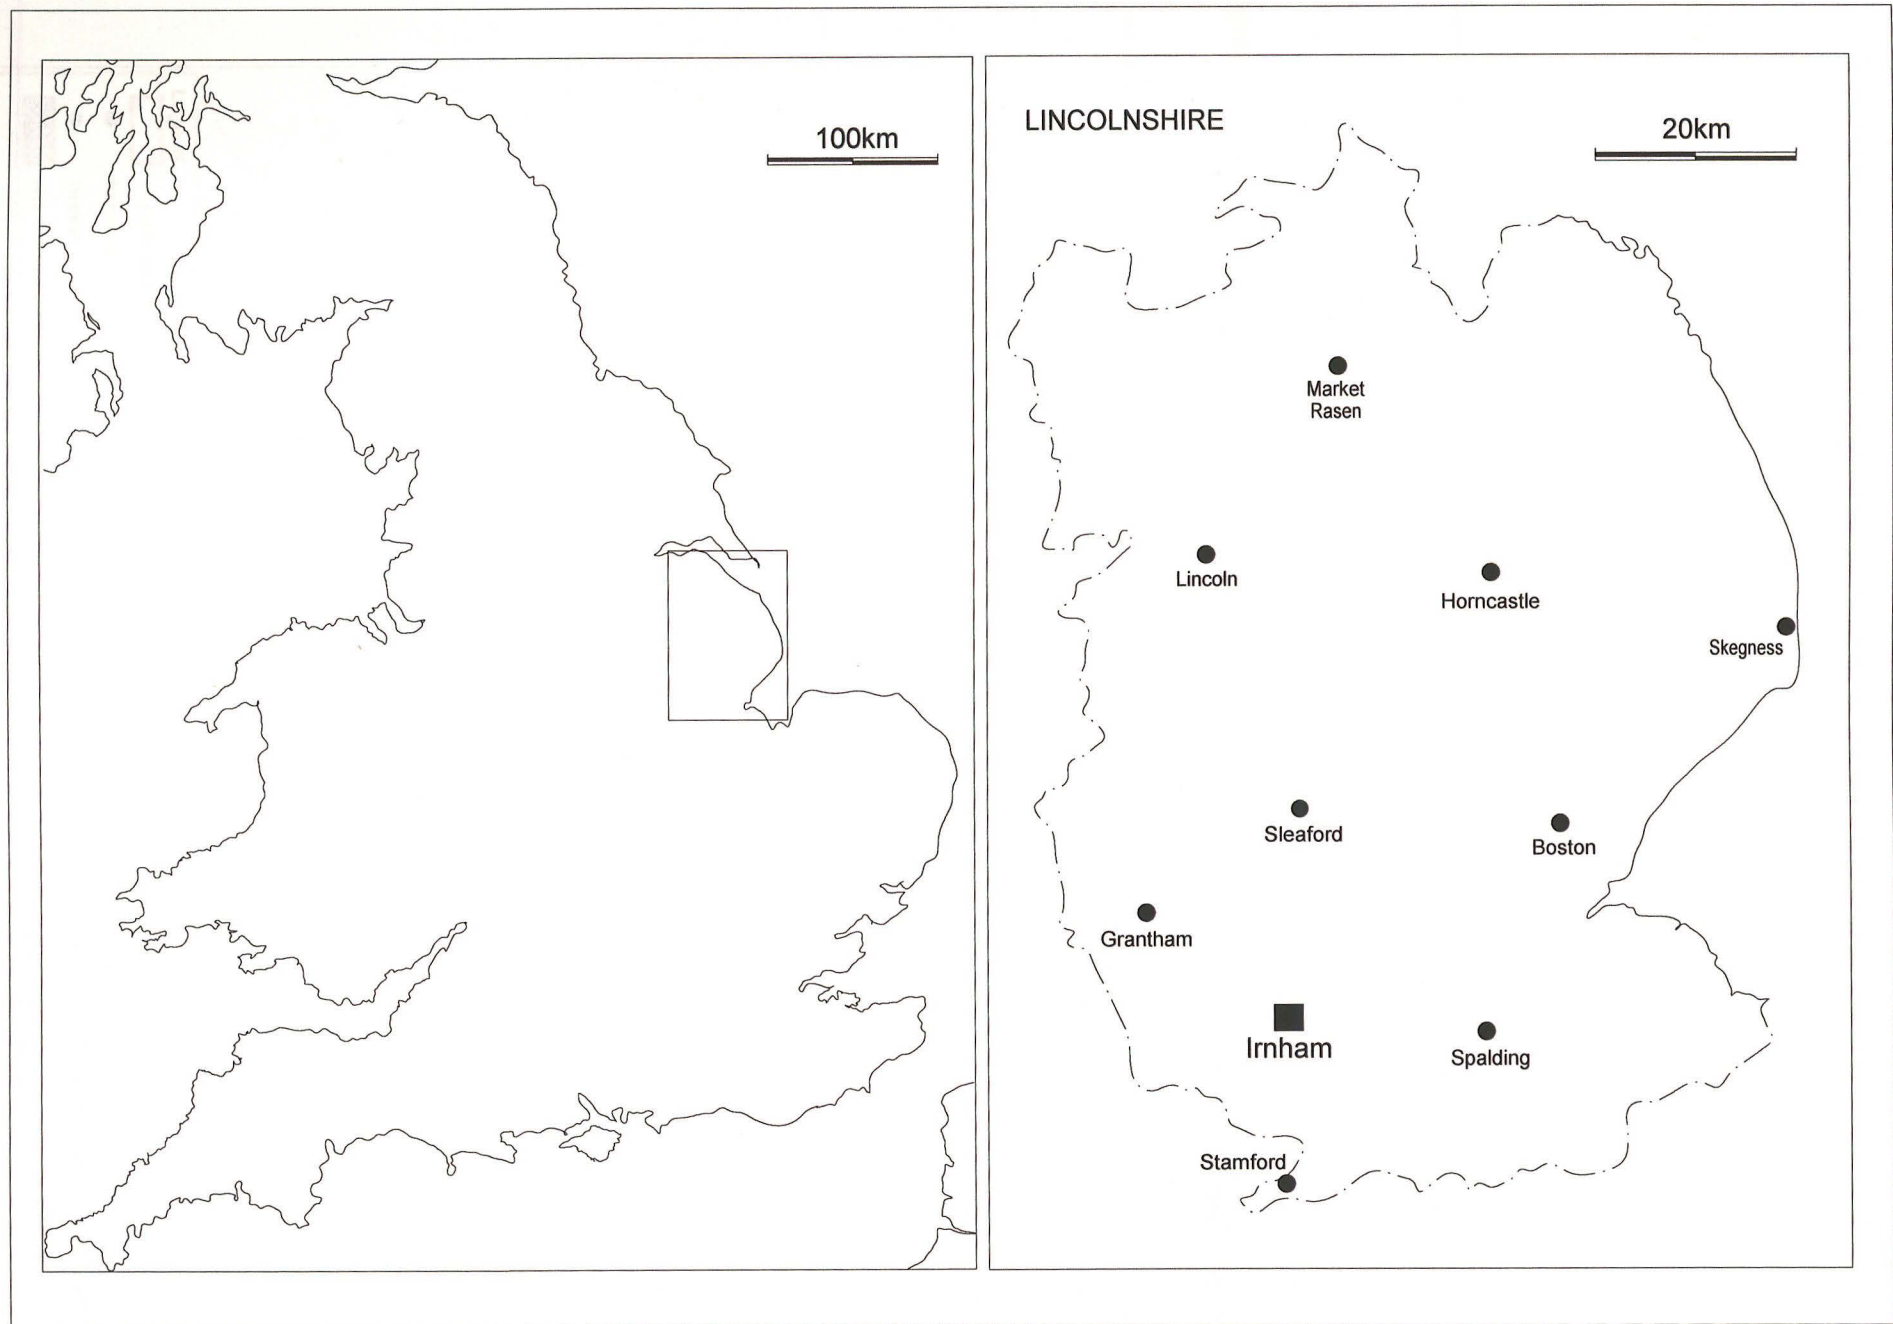 100km
LINCOLNSHIRE
20km
Market
Rasen
Lincoln
Horncastle
Skegness
Sleaford
Boston
Grantham
Irnham
Spalding
Stamford